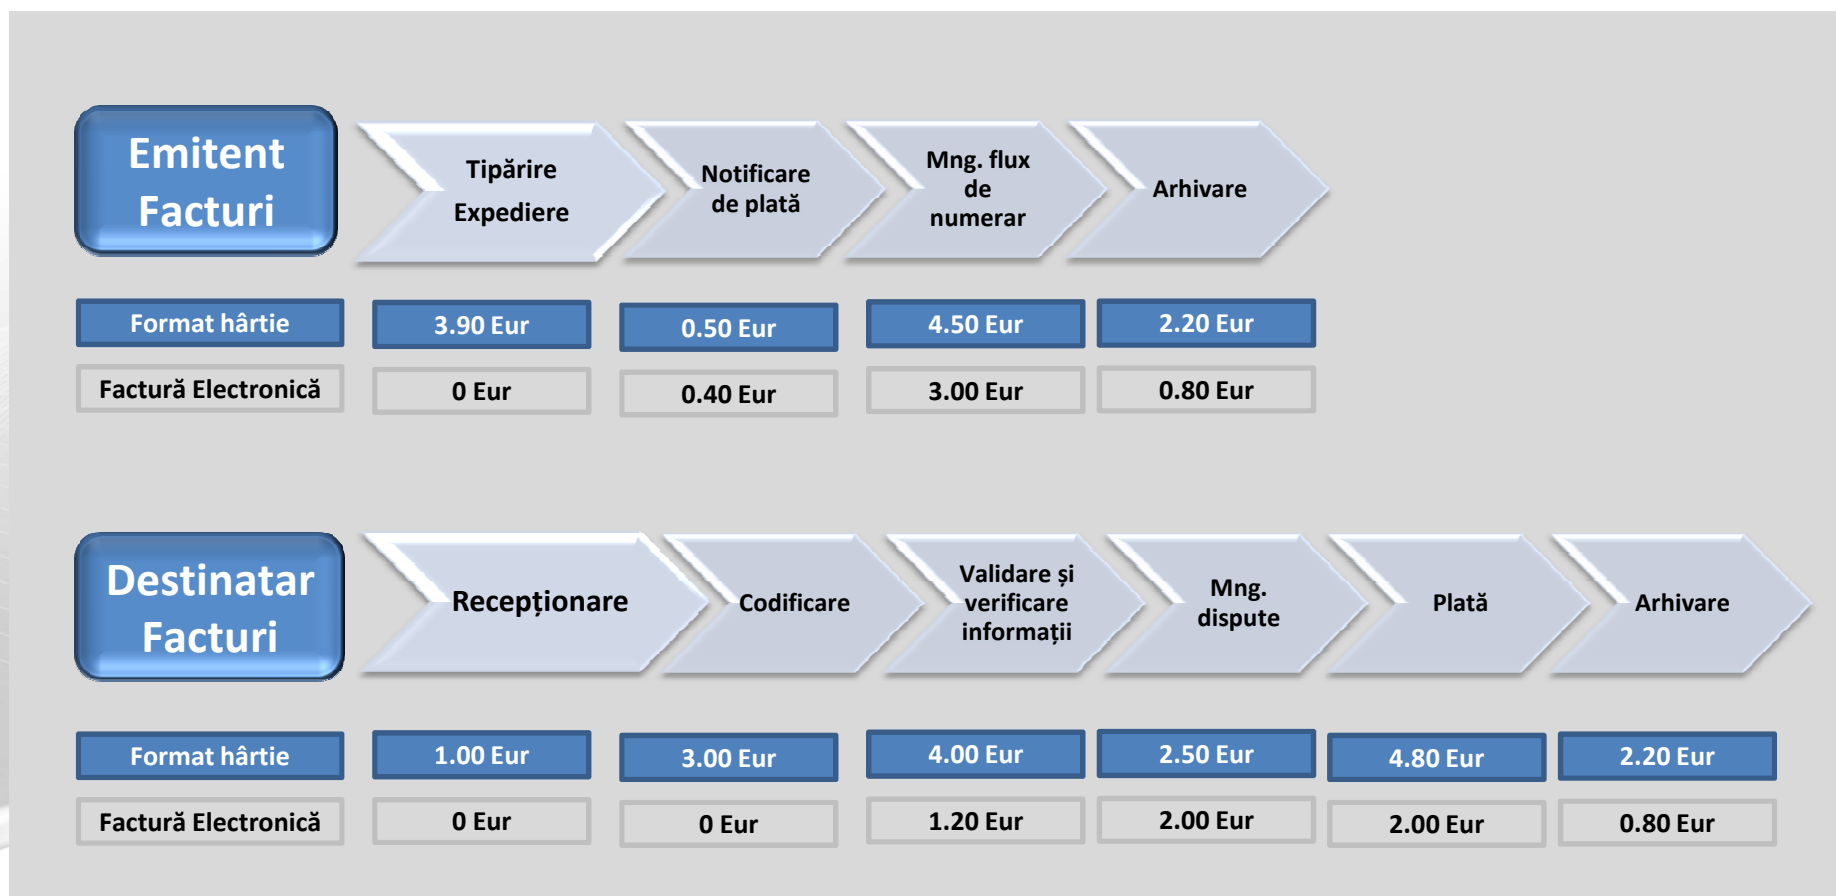 Emitent
Facturi
Tipărire
Expediere
Notificare
de plată
Mng. flux
de
numerar
Arhivare
Format hârtie
3.90 Eur
0.50 Eur
4.50 Eur
2.20 Eur
Factură Electronică
0 Eur
0.40 Eur
3.00 Eur
0.80 Eur
Destinatar
Facturi
Recepționare
Codificare
Validare și
verificare
informații
Mng.
dispute
Plată
Arhivare
Format hârtie
1.00 Eur
3.00 Eur
4.00 Eur
2.50 Eur
4.80 Eur
2.20 Eur
Factură Electronică
0 Eur
0 Eur
1.20 Eur
2.00 Eur
2.00 Eur
0.80 Eur